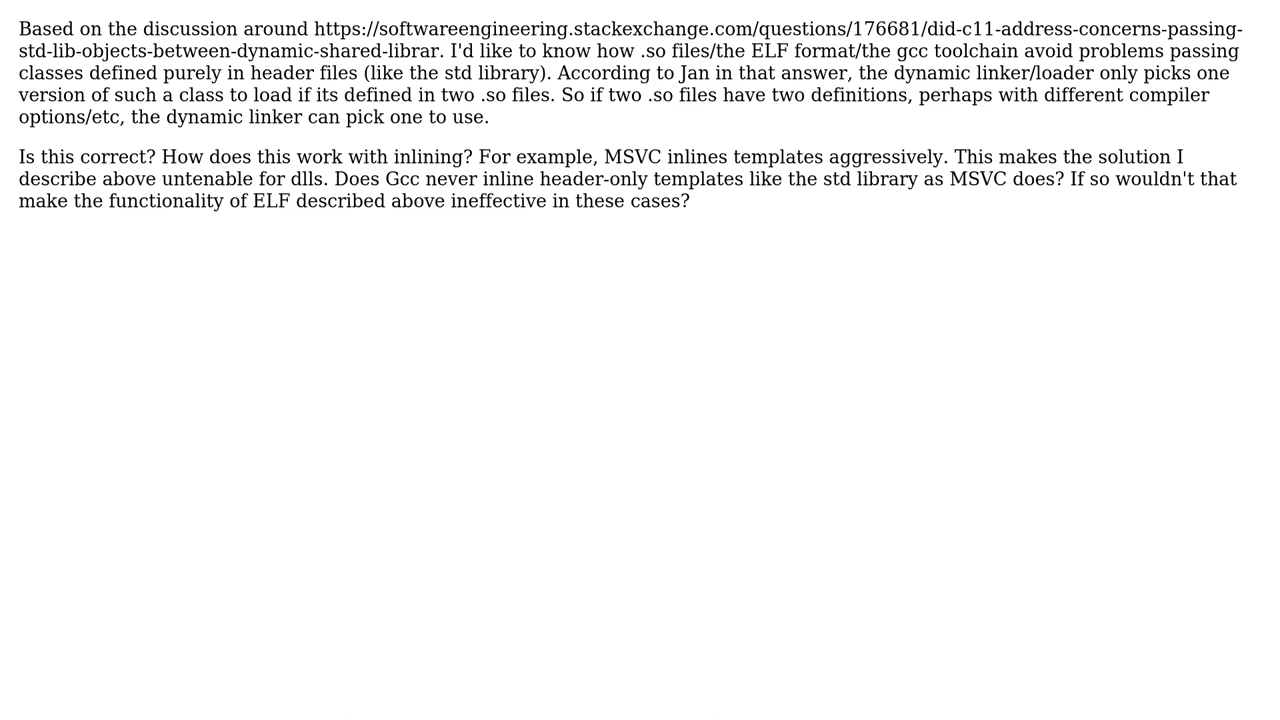 Based on the discussion around https://softwareengineering.stackexchange.com/questions/176681/did-c11-address-concerns-passing-
std-lib-objects-between-dynamic-shared-librar. I'd like to know how .so files/the ELF format/the gcc toolchain avoid problems passing
classes defined purely in header files (like the std library). According to Jan in that answer, the dynamic linker/loader only picks one
version of such a class to load if its defined in two .so files. So if two .so files have two definitions, perhaps with different compiler
options/etc, the dynamic linker can pick one to use.
Is this correct? How does this work with inlining? For example, MSVC inlines templates aggressively. This makes the solution I
describe above untenable for dlls. Does Gcc never inline header-only templates like the std library as MSVC does? If so wouldn't that
make the functionality of ELF described above ineffective in these cases?